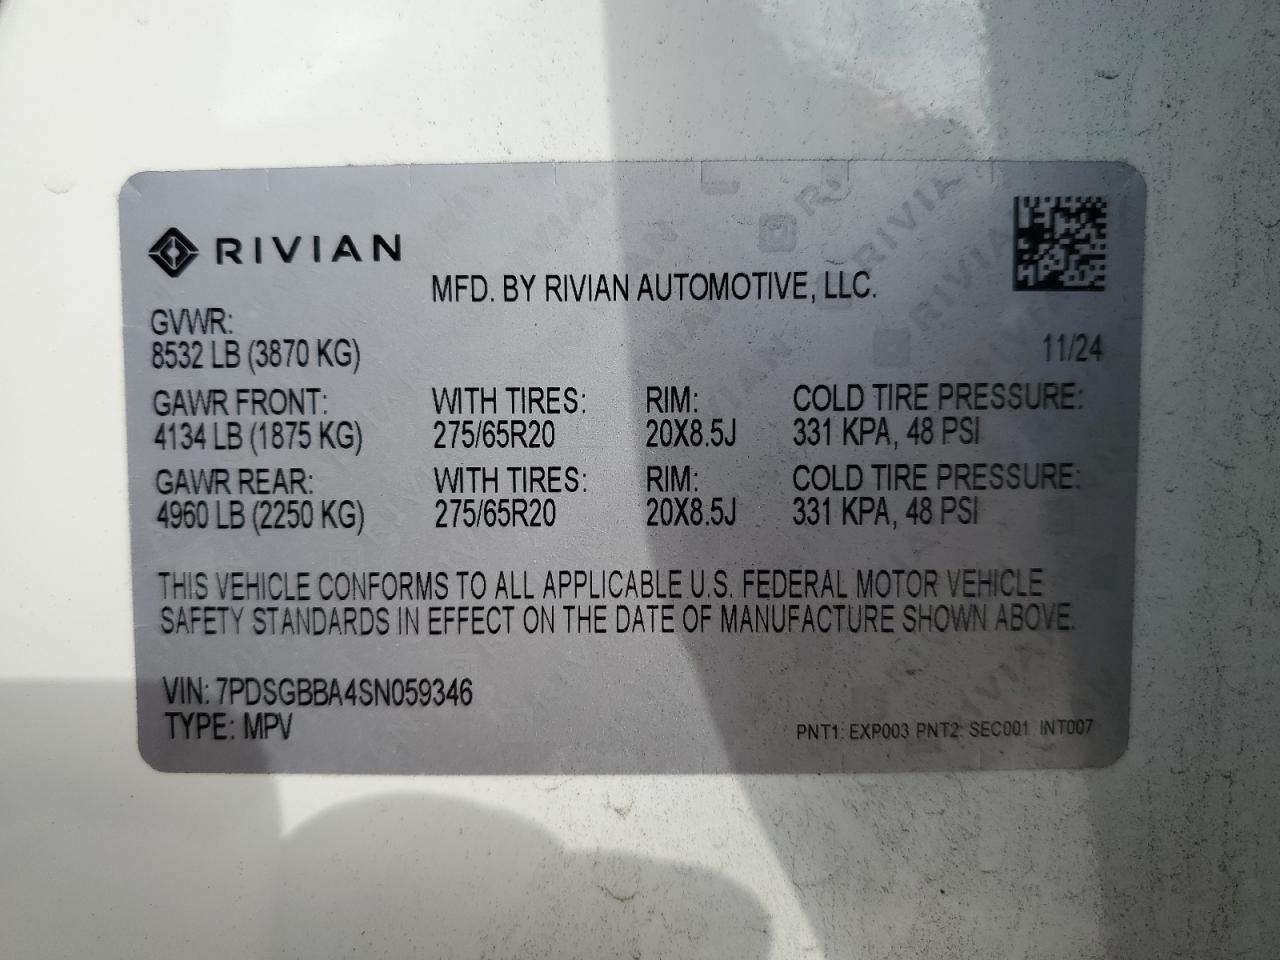 RIVIAN
MFD. BY RIVIAN AUTOMOTIVE, LLC.
GVWR:
8532 LB (3870 KG)
11/24
GAWR FRONT: WITH TIRES: RIM: COLD TIRE PRESSURE:
4134 LB (1875 KG) 275/65R20 20X8.5J 331 KPA, 48 PSI
GAWR REAR: WITH TIRES: RIM: COLD TIRE PRESSURE:
4960 LB (2250 KG) 275/65R20 20X8.5J 331 KPA, 48 PSI
THIS VEHICLE CONFORMS TO ALL APPLICABLE U.S. FEDERAL MOTOR VEHICLE
SAFETY STANDARDS IN EFFECT ON THE DATE OF MANUFACTURE SHOWN ABOVE.
VIN: 7PDSGBBA4SN059346
TYPE: MPV
PNT1: EXP003 PNT2: SEC001 INT007